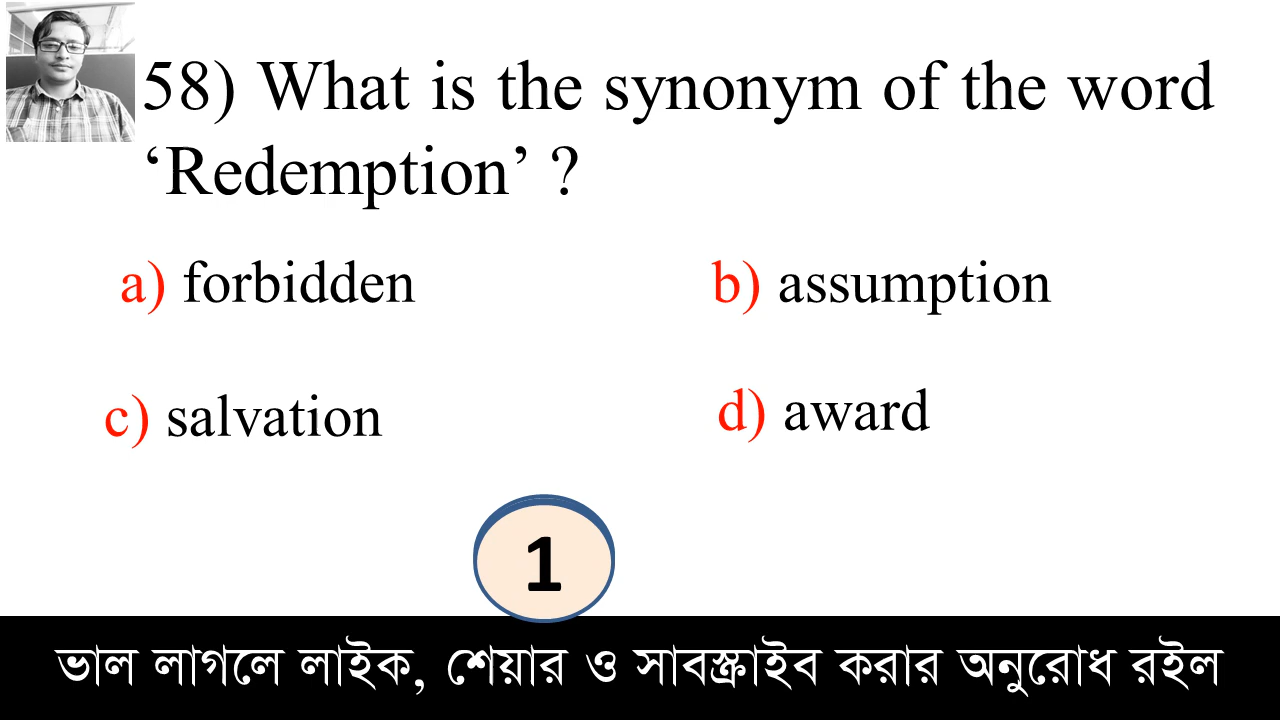 58) What is the synonym of the word
‘Redemption’ ?
a) forbidden b) assumption
c) salvation d) award
1
ভাল লাগলে লাইক, শেয়ার ও সাবস্ক্রাইব করার অনুরোধ রইল